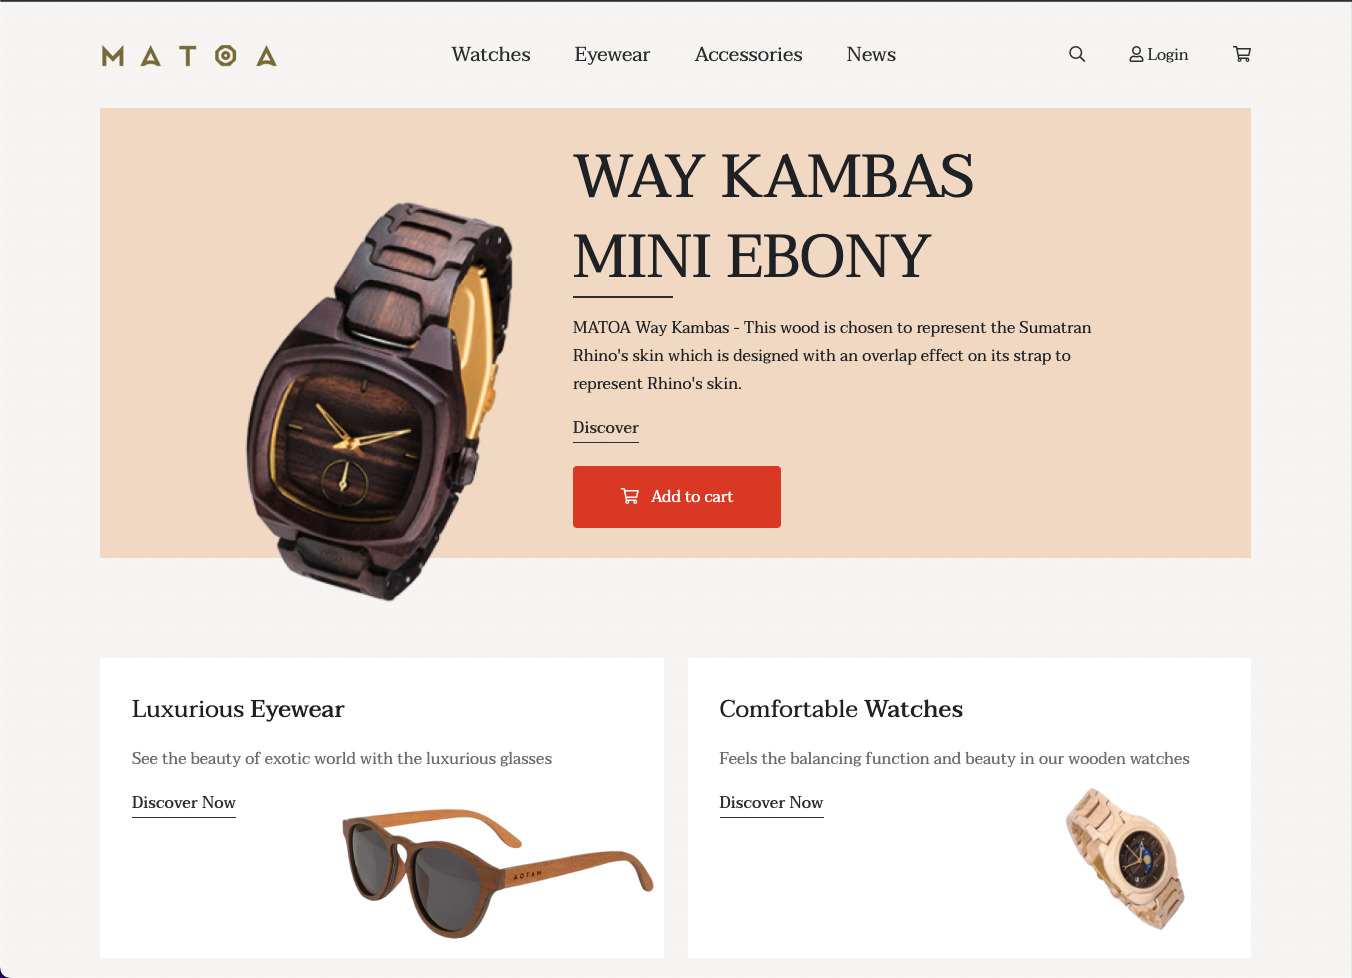 MATOA
Watches
Eyewear
Accessories
News
Login
WAY KAMBAS
MINI EBONY
MATOA Way Kambas - This wood is chosen to represent the Sumatran
Rhino's skin which is designed with an overlap effect on its strap to
represent Rhino's skin.
Discover
Add to cart
Luxurious Eyewear
See the beauty of exotic world with the luxurious glasses
Discover Now
Comfortable Watches
Feels the balancing function and beauty in our wooden watches
Discover Now